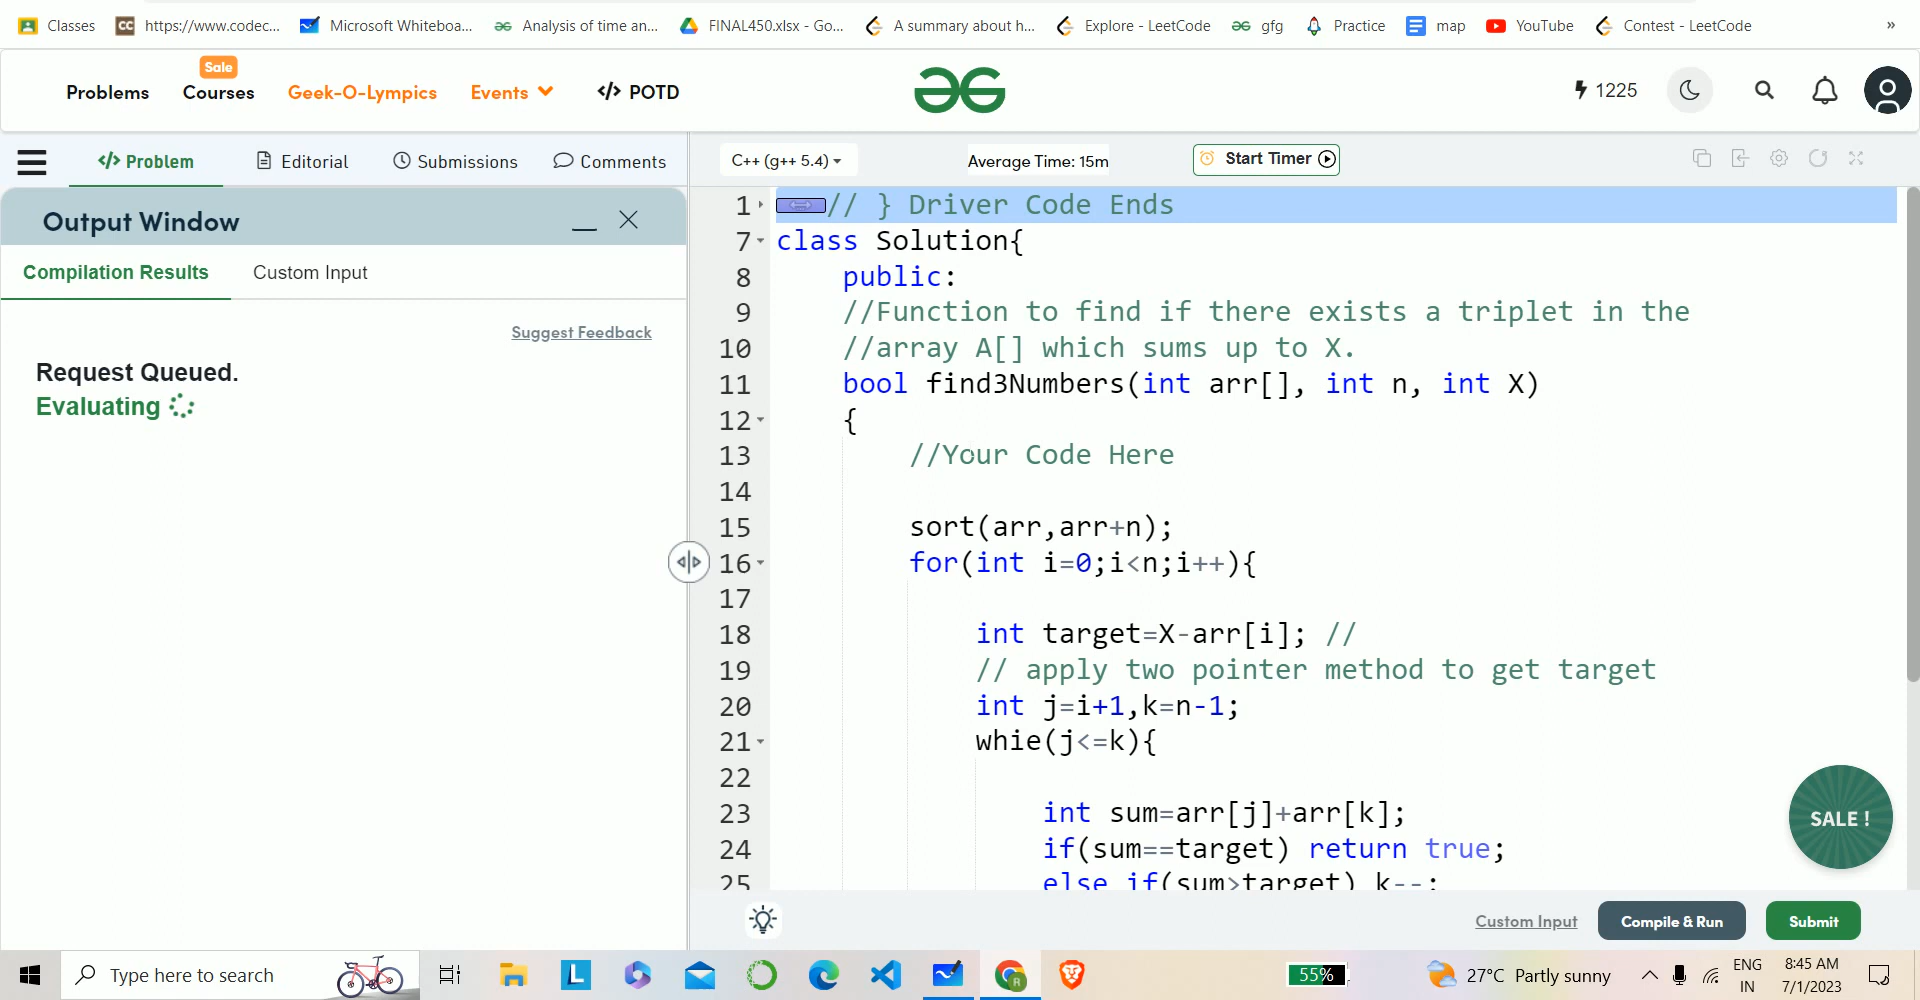 Classes https://www.codec... Microsoft Whiteboa... Analysis of time an... FINAL450.xlsx - Go... A summary about h... Explore - LeetCode gfg Practice map YouTube Contest - LeetCode »
Sale
Problems Courses Geek-O-Lympics Events </> POTD 1225
</> Problem Editorial Submissions Comments
C++ (g++ 5.4) Average Time: 15m Start Timer
Output Window
Compilation Results Custom Input
Suggest Feedback
Request Queued.
Evaluating
1 // } Driver Code Ends
7 class Solution{
8 public:
9 //Function to find if there exists a triplet in the
10 //array A[] which sums up to X.
11 bool find3Numbers(int arr[], int n, int X)
12 {
13 //Your Code Here
14
15 sort(arr,arr+n);
16 for(int i=0;i<n;i++){
17
18 int target=X-arr[i]; //
19 // apply two pointer method to get target
20 int j=i+1,k=n-1;
21 whie(j<=k){
22
23 int sum=arr[j]+arr[k];
24 if(sum==target) return true;
25 else if(sum>target) k--;
SALE !
Custom Input Compile & Run Submit
Type here to search 55% 27°C Partly sunny ENG IN 8:45 AM 7/1/2023